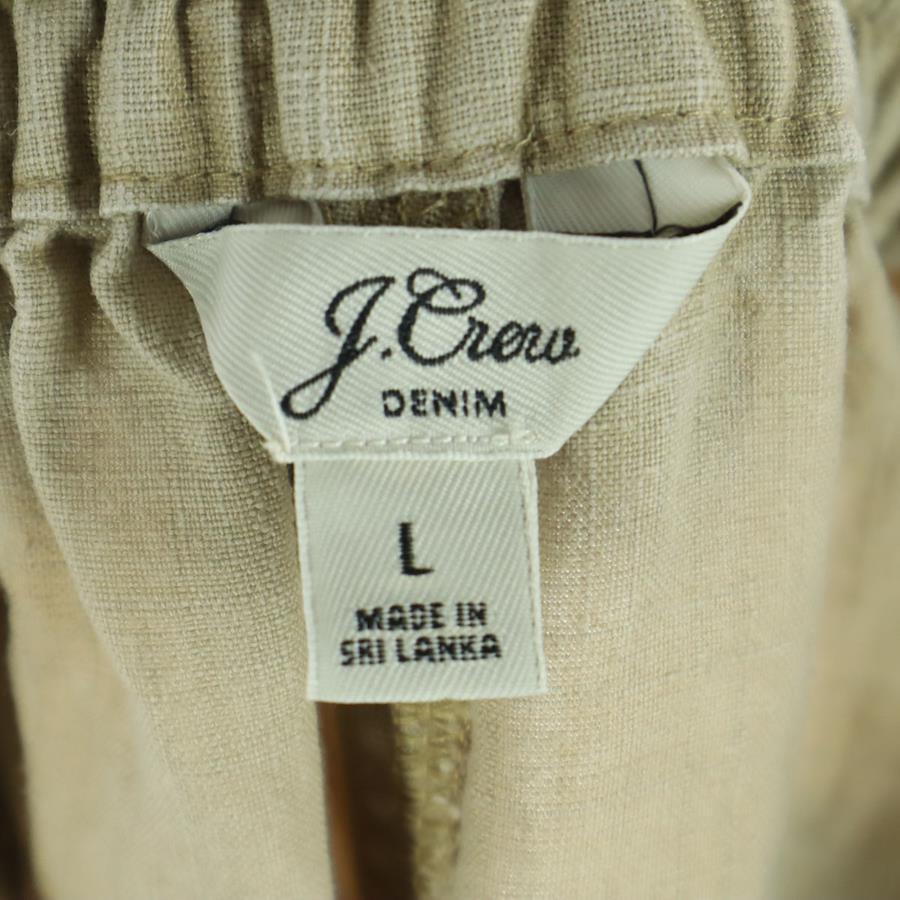 J.Crew
DENIM
L
MADE IN
SRI LANKA